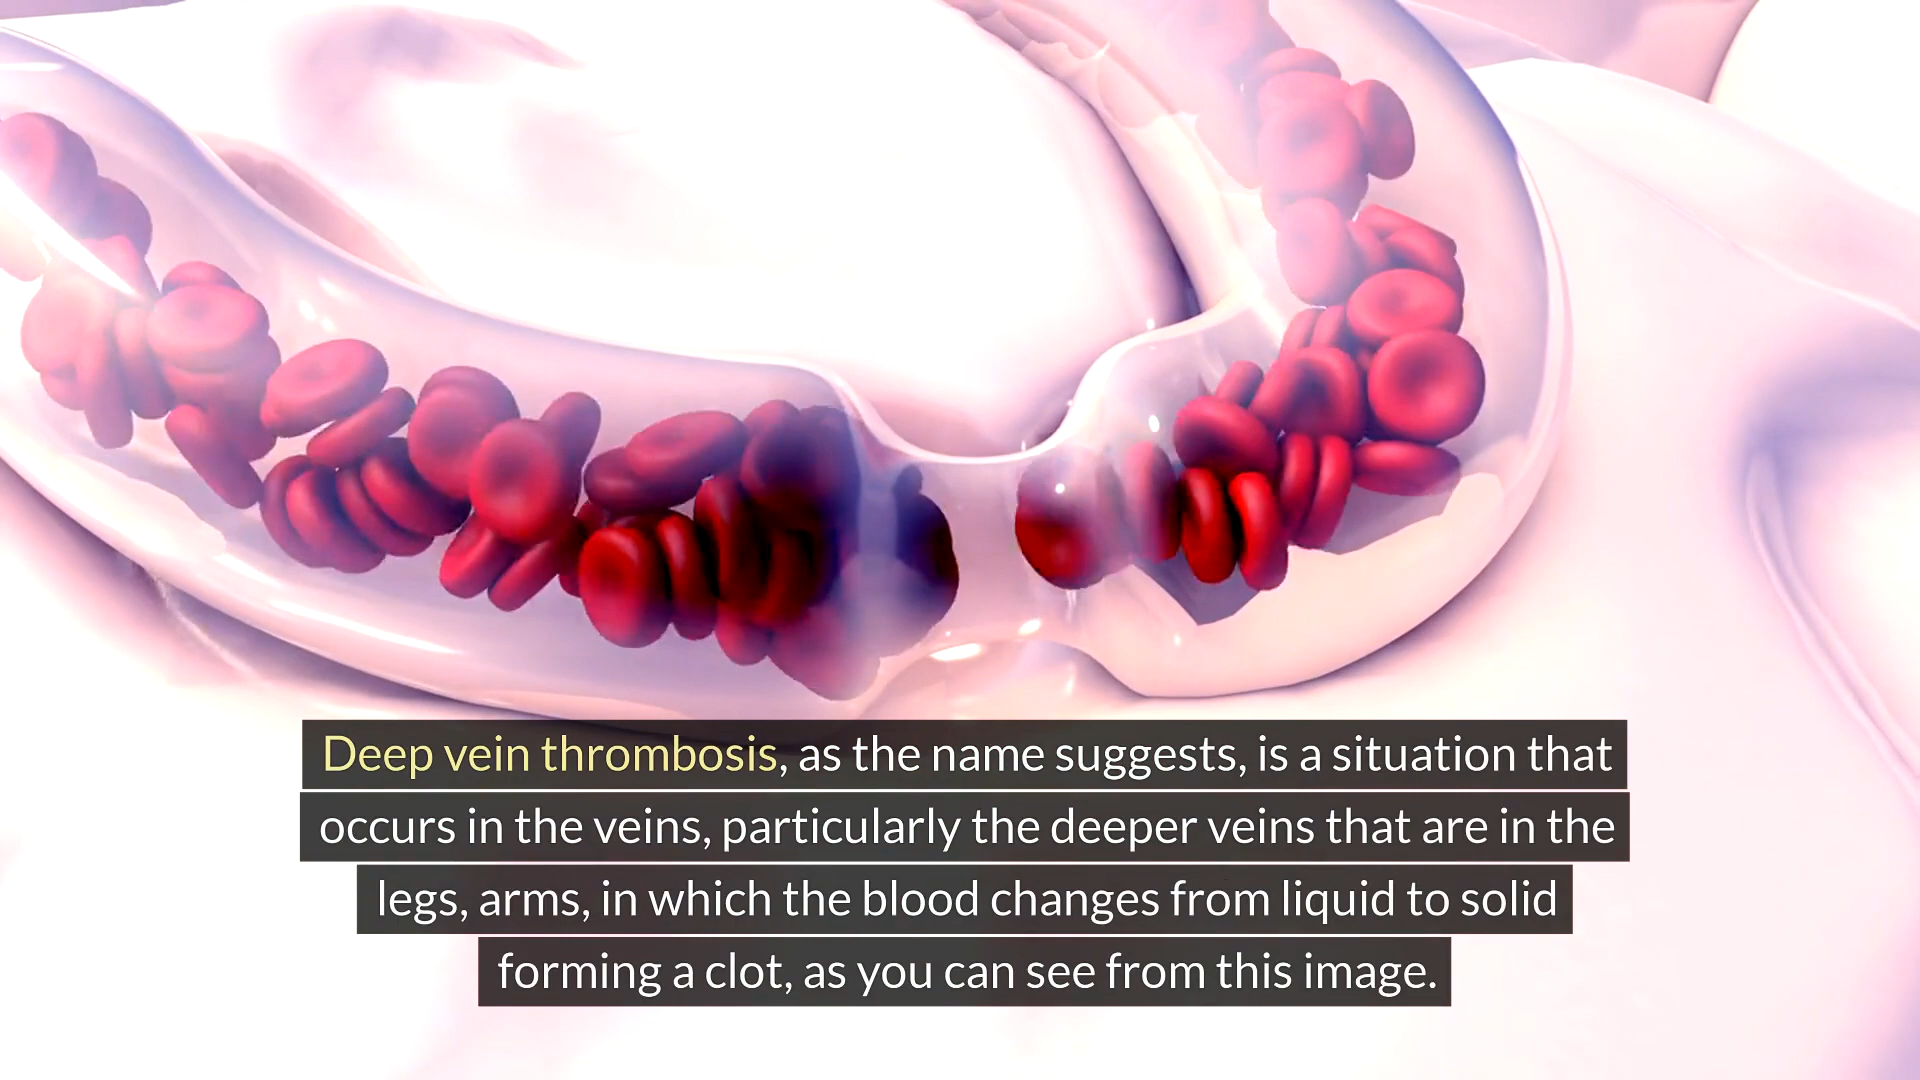 Deep vein thrombosis, as the name suggests, is a situation that
occurs in the veins, particularly the deeper veins that are in the
legs, arms, in which the blood changes from liquid to solid
forming a clot, as you can see from this image.